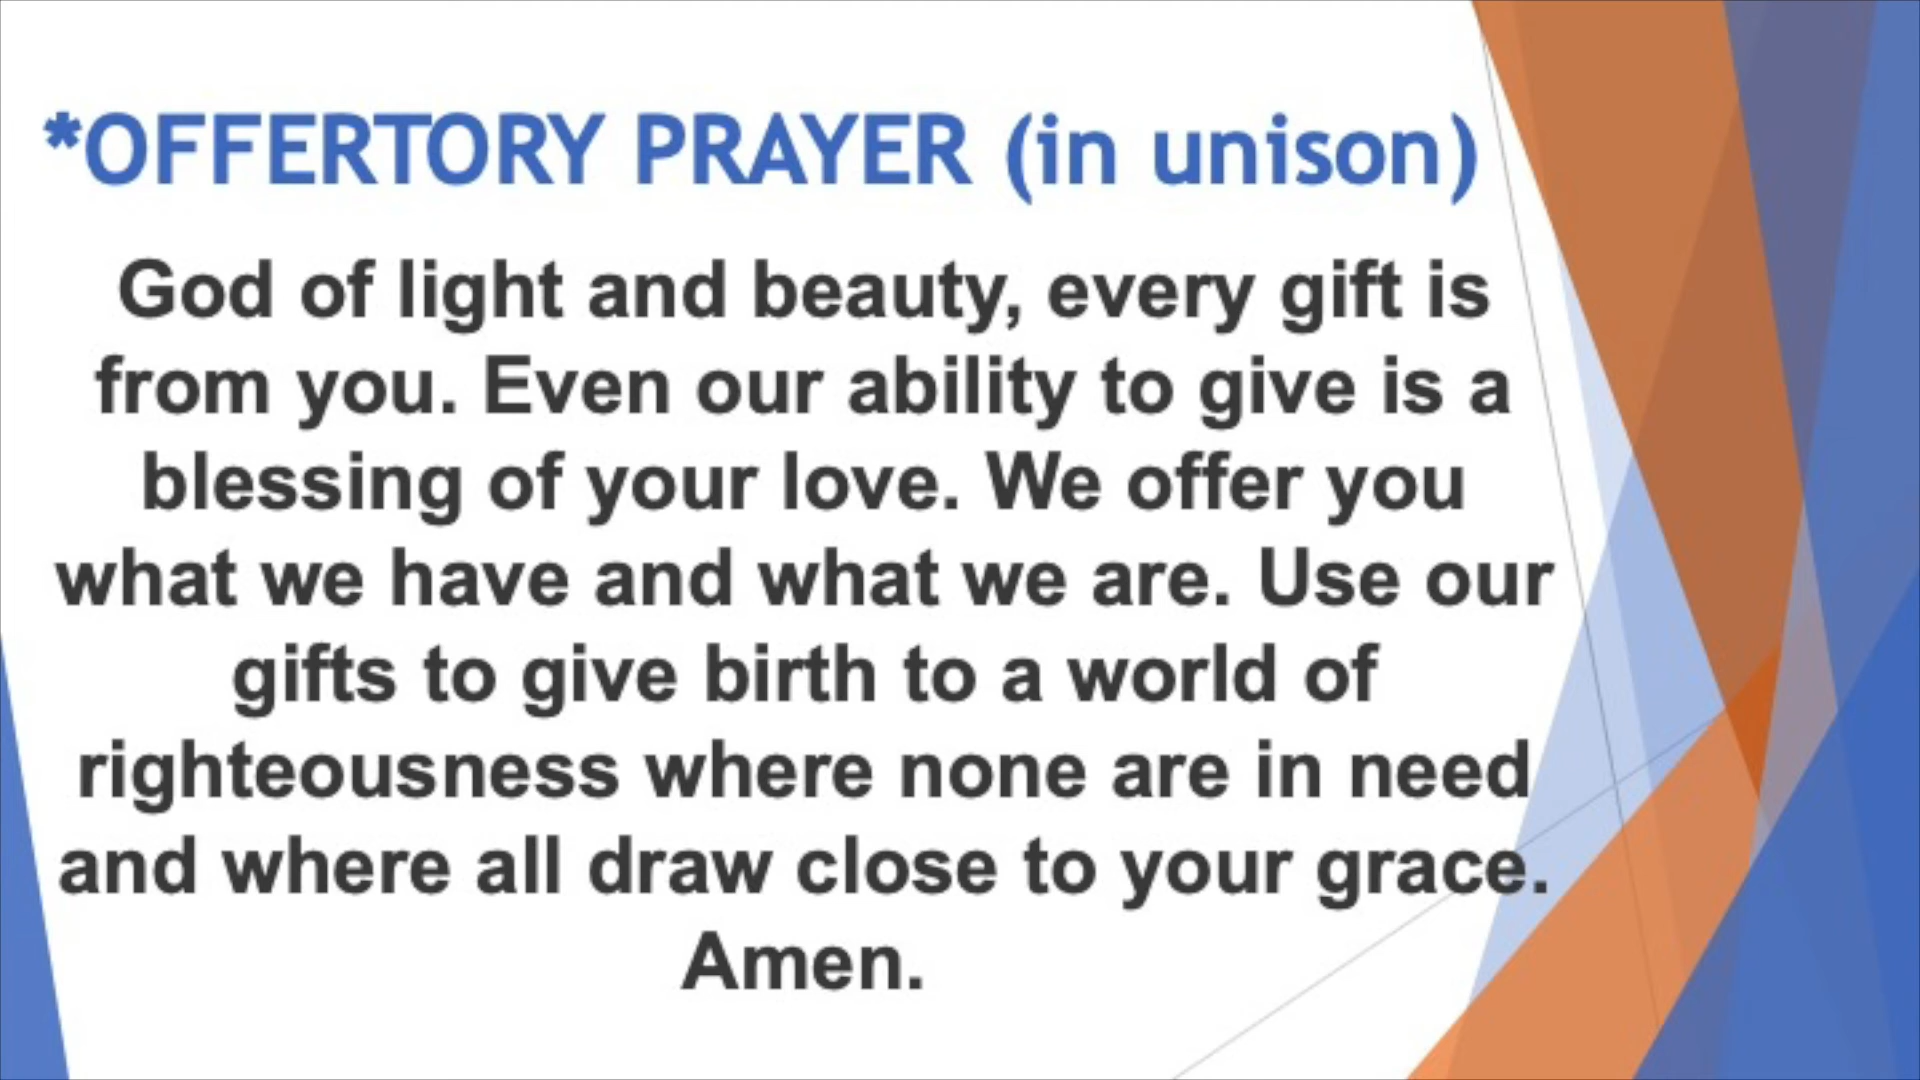 *OFFERTORY PRAYER (in unison)
God of light and beauty, every gift is
from you. Even our ability to give is a
blessing of your love. We offer you
what we have and what we are. Use our
gifts to give birth to a world of
righteousness where none are in need
and where all draw close to your grace.
Amen.